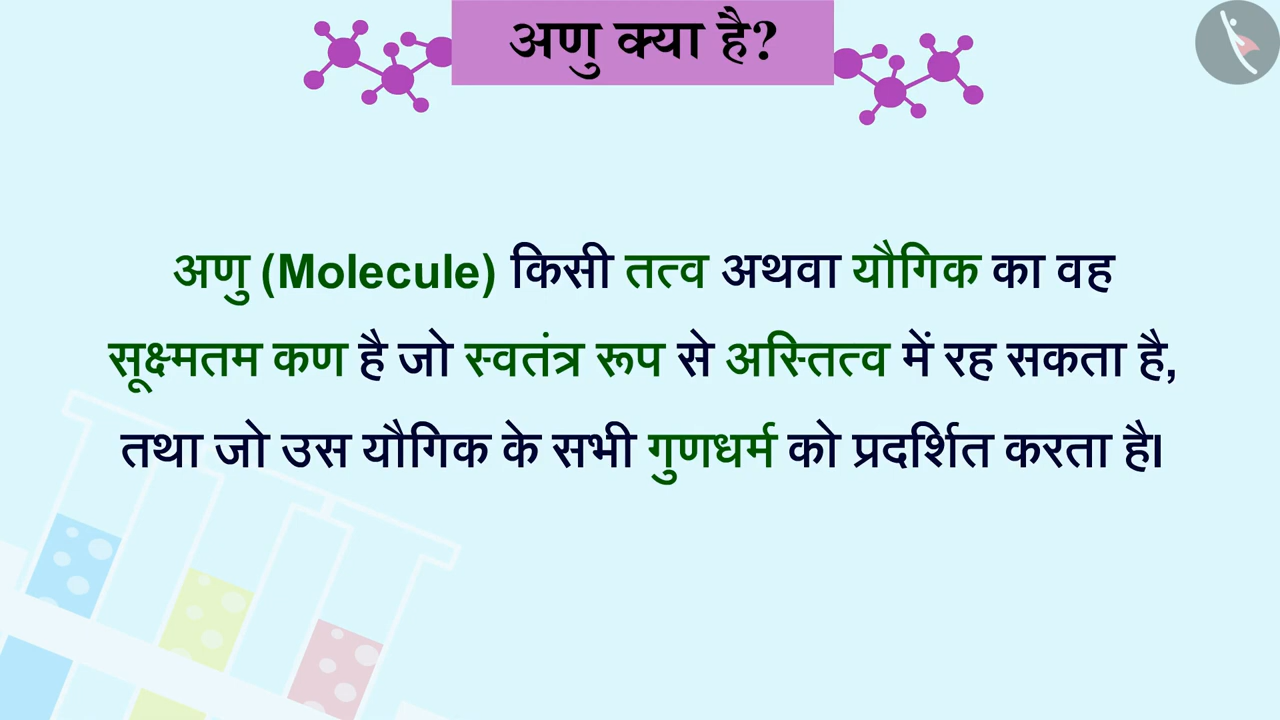 अणु क्या है?
अणु (Molecule) किसी तत्व अथवा यौगिक का वह
सूक्ष्मतम कण है जो स्वतंत्र रूप से अस्तित्व में रह सकता है,
तथा जो उस यौगिक के सभी गुणधर्म को प्रदर्शित करता है।